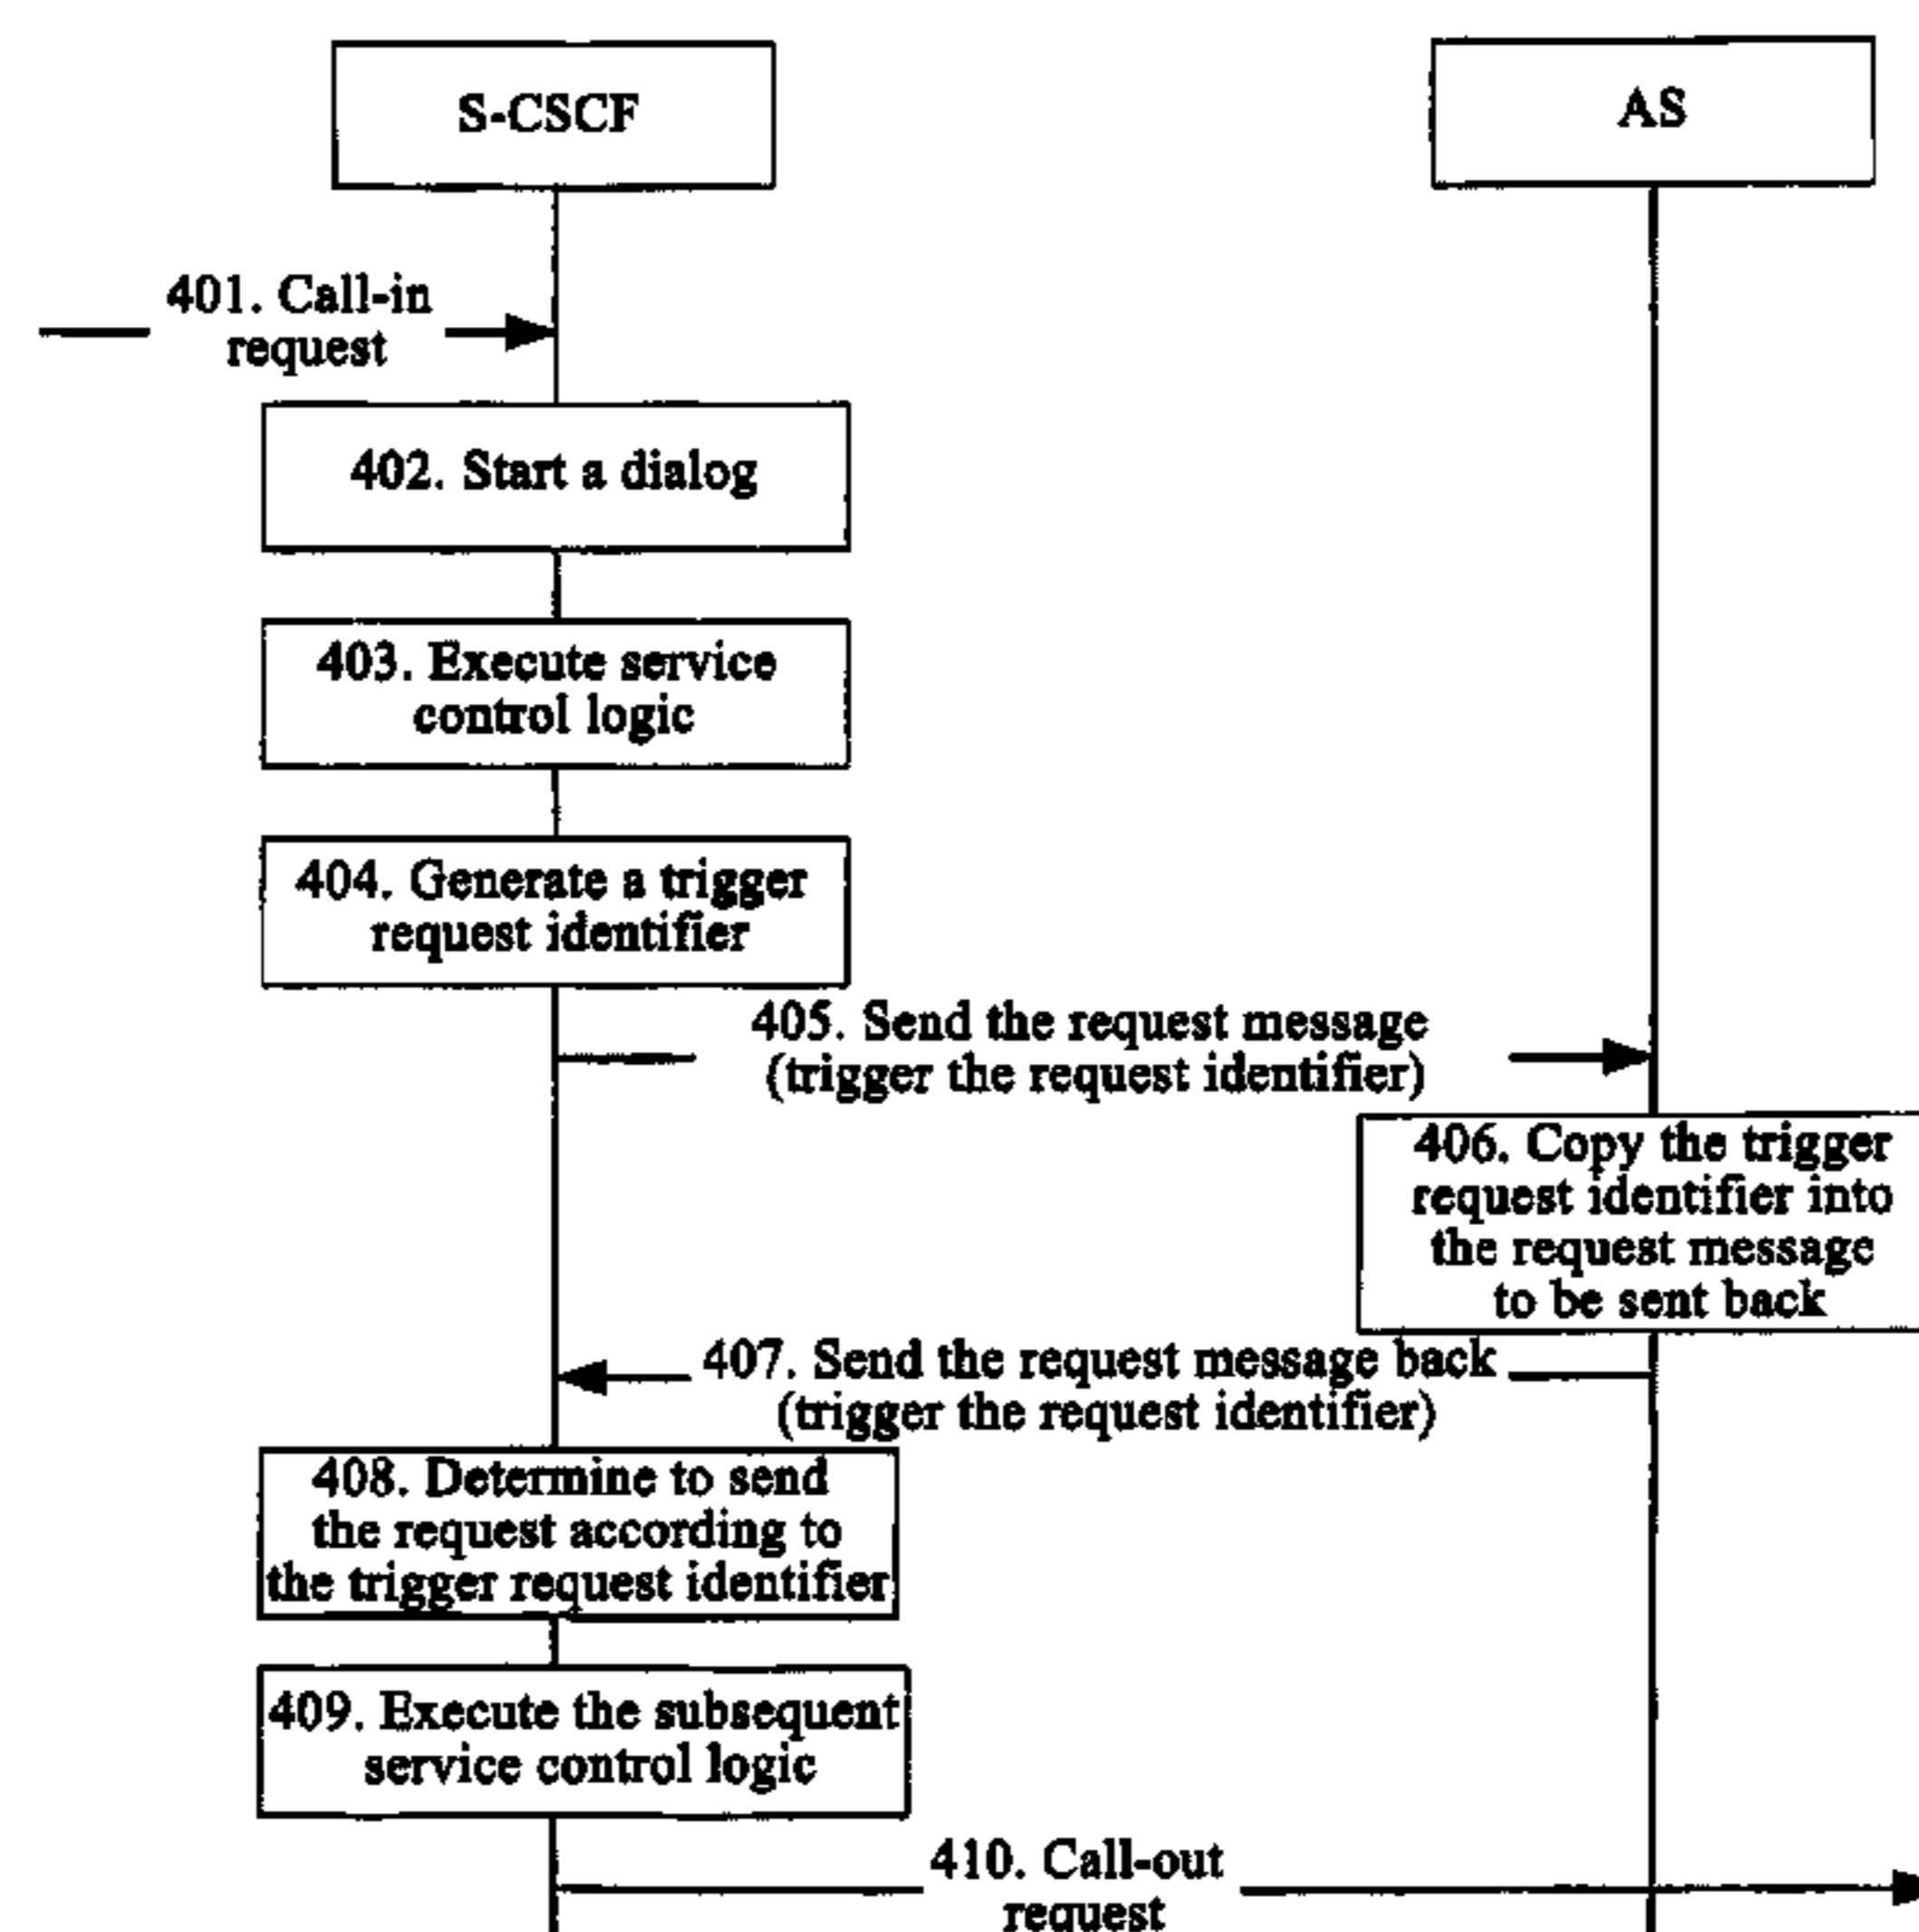 S-CSCF
AS
401. Call-in
request
402. Start a dialog
403. Execute service
control logic
404. Generate a trigger
request identifier
405. Send the request message
(trigger the request identifier)
406. Copy the trigger
request identifier into
the request message
to be sent back
407. Send the request message back
(trigger the request identifier)
408. Determine to send
the request according to
the trigger request identifier
409. Execute the subsequent
service control logic
410. Call-out
request